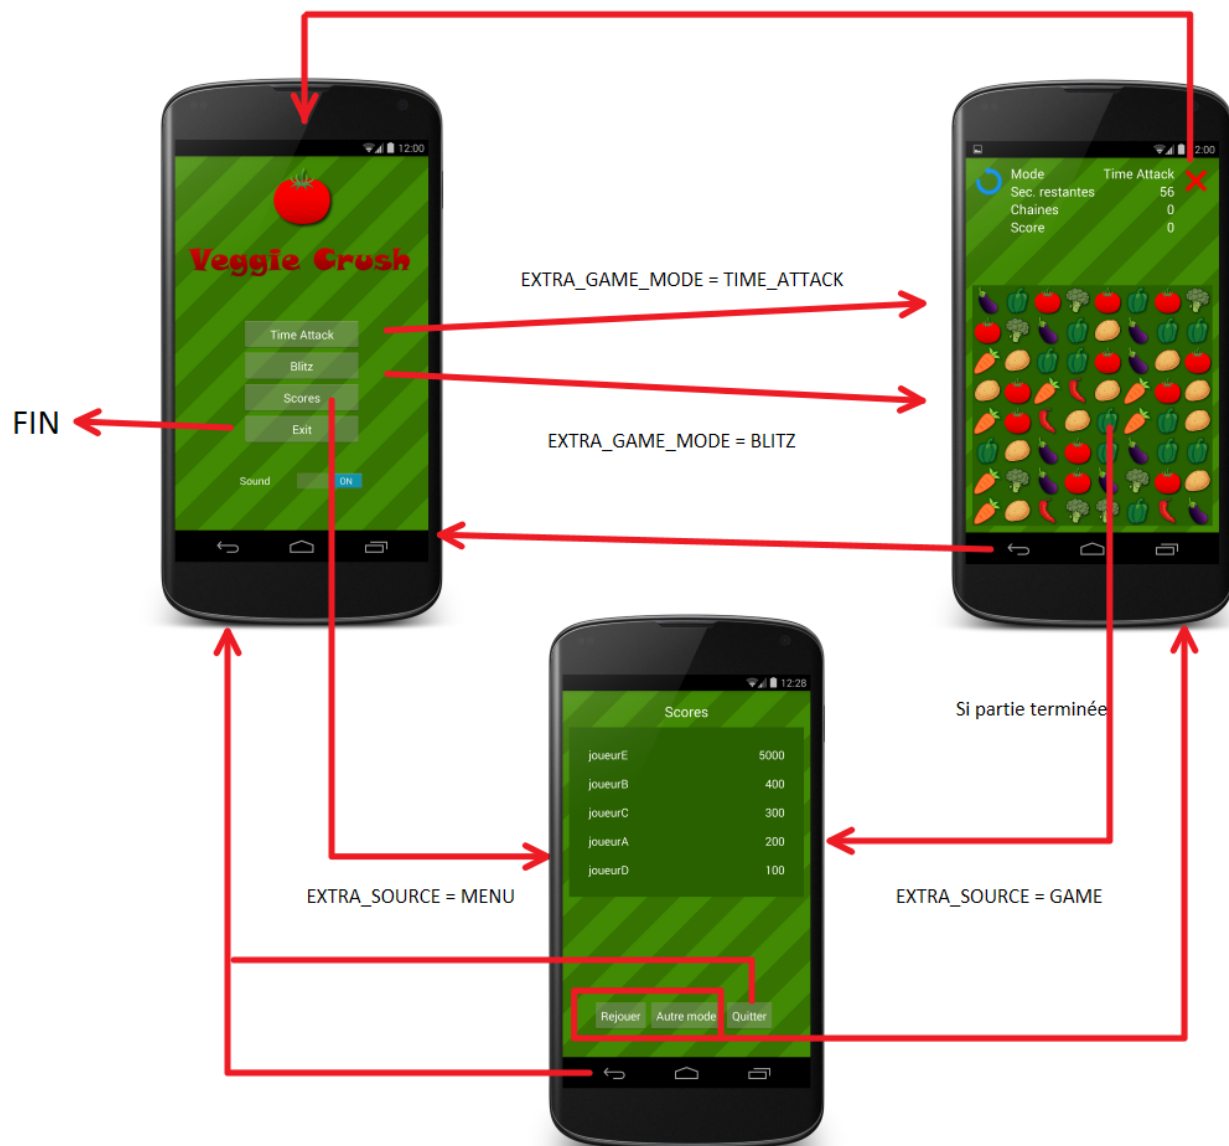 12:00
Veggie Crush
Time Attack
Blitz
Scores
Exit
Sound ON
FIN
EXTRA_GAME_MODE = TIME_ATTACK
EXTRA_GAME_MODE = BLITZ
2:00
Mode Time Attack
Sec. restantes 56
Chaines 0
Score 0
Si partie terminée
12:28
Scores
joueurE 5000
joueurB 400
joueurC 300
joueurA 200
joueurD 100
EXTRA_SOURCE = MENU
EXTRA_SOURCE = GAME
Rejouer Autre mode Quitter